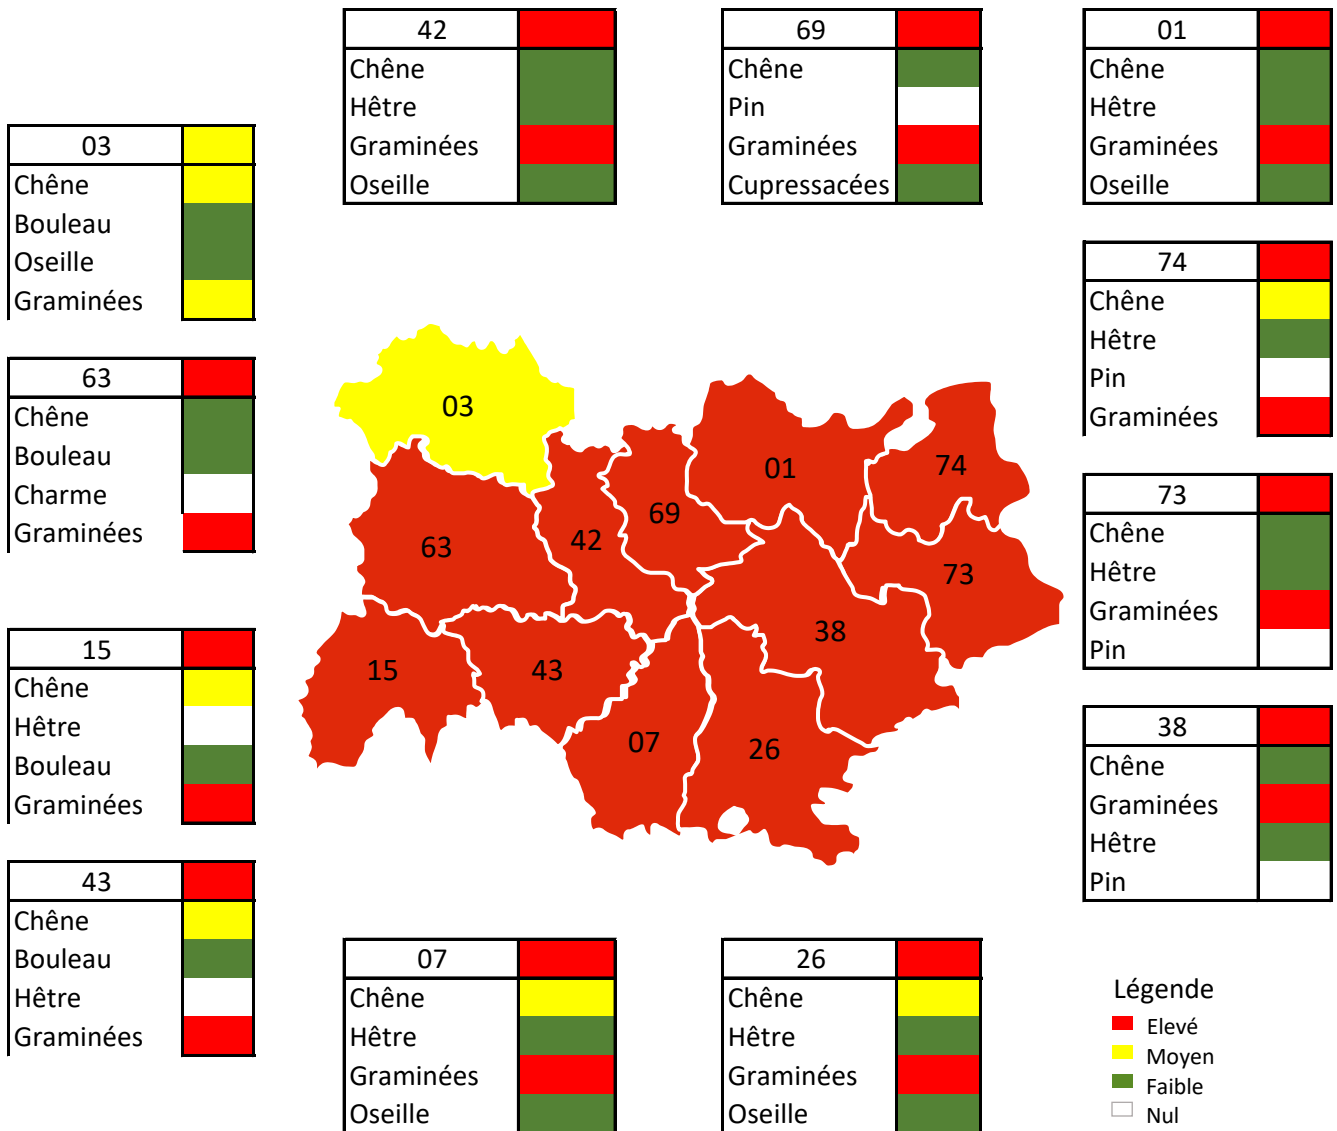 42
Chêne
Hêtre
Graminées
Oseille
69
Chêne
Pin
Graminées
Cupressacées
01
Chêne
Hêtre
Graminées
Oseille
03
Chêne
Bouleau
Oseille
Graminées
74
Chêne
Hêtre
Pin
Graminées
63
Chêne
Bouleau
Charme
Graminées
03
01
74
69
42
63
73
38
15
43
07
26
73
Chêne
Hêtre
Graminées
Pin
15
Chêne
Hêtre
Bouleau
Graminées
38
Chêne
Graminées
Hêtre
Pin
43
Chêne
Bouleau
Hêtre
Graminées
07
Chêne
Hêtre
Graminées
Oseille
26
Chêne
Hêtre
Graminées
Oseille
Légende
Elevé
Moyen
Faible
Nul